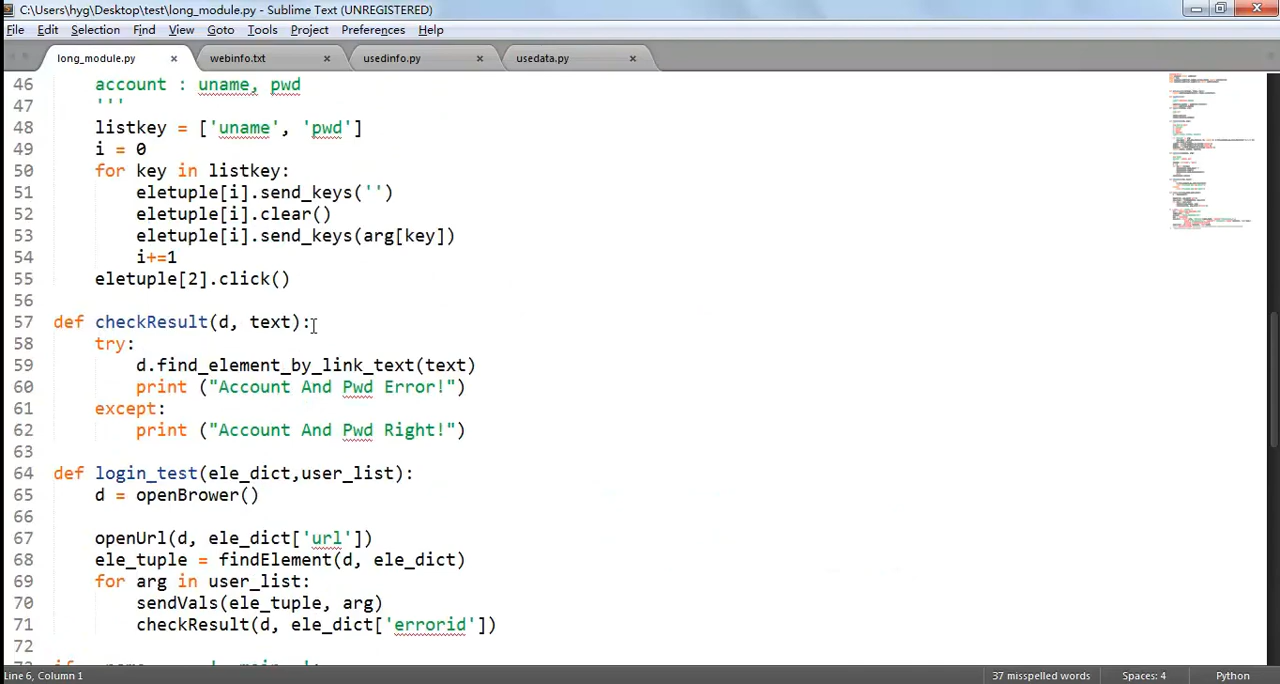 C:\Users\hyg\Desktop\test\long_module.py - Sublime Text (UNREGISTERED)
File Edit Selection Find View Goto Tools Project Preferences Help
long_module.py webinfo.txt usedinfo.py usedata.py
46 account : uname, pwd
47 '''
48 listkey = ['uname', 'pwd']
49 i = 0
50 for key in listkey:
51 eletuple[i].send_keys('')
52 eletuple[i].clear()
53 eletuple[i].send_keys(arg[key])
54 i+=1
55 eletuple[2].click()
56
57 def checkResult(d, text):
58 try:
59 d.find_element_by_link_text(text)
60 print ("Account And Pwd Error!")
61 except:
62 print ("Account And Pwd Right!")
63
64 def login_test(ele_dict,user_list):
65 d = openBrower()
66
67 openUrl(d, ele_dict['url'])
68 ele_tuple = findElement(d, ele_dict)
69 for arg in user_list:
70 sendVals(ele_tuple, arg)
71 checkResult(d, ele_dict['errorid'])
72
Line 6, Column 1 37 misspelled words Spaces: 4 Python